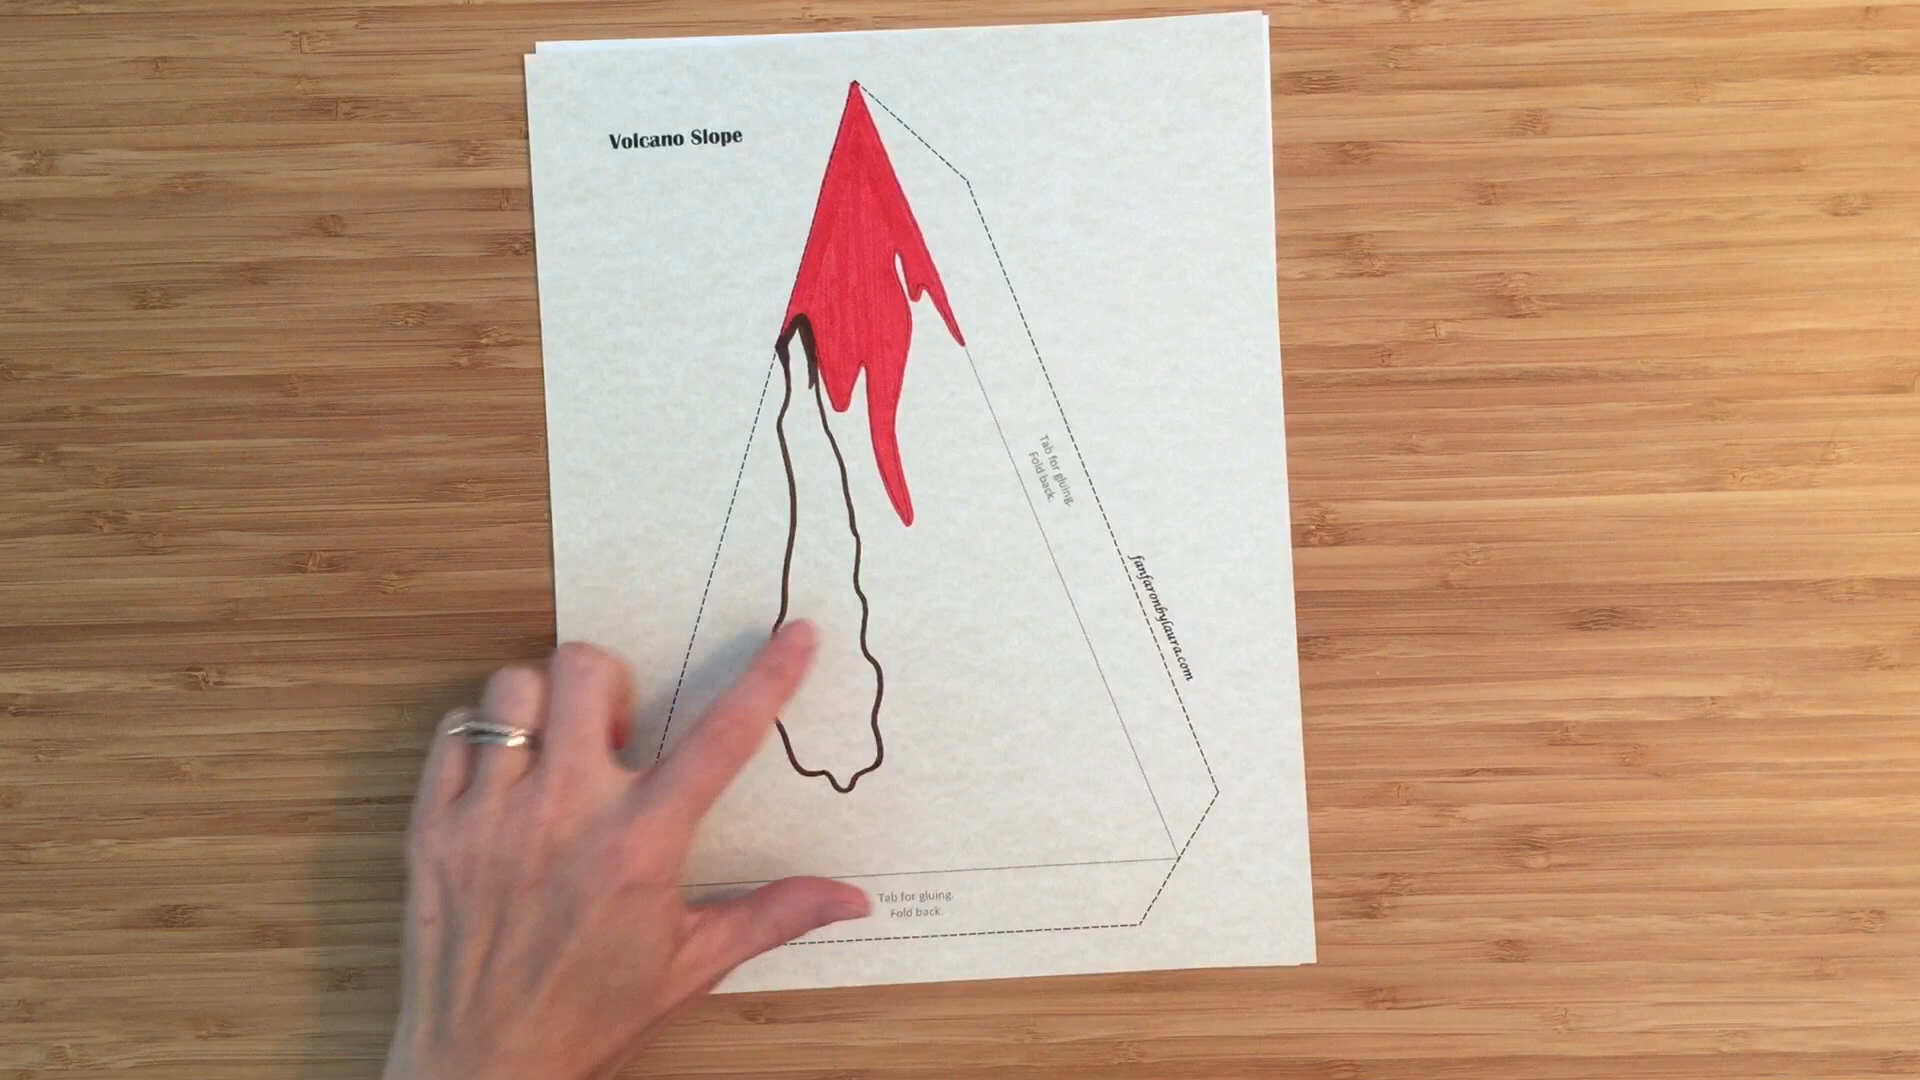 Volcano Slope
Tab for gluing.
Fold back.
fanfaronbylaura.com
Tab for gluing.
Fold back.